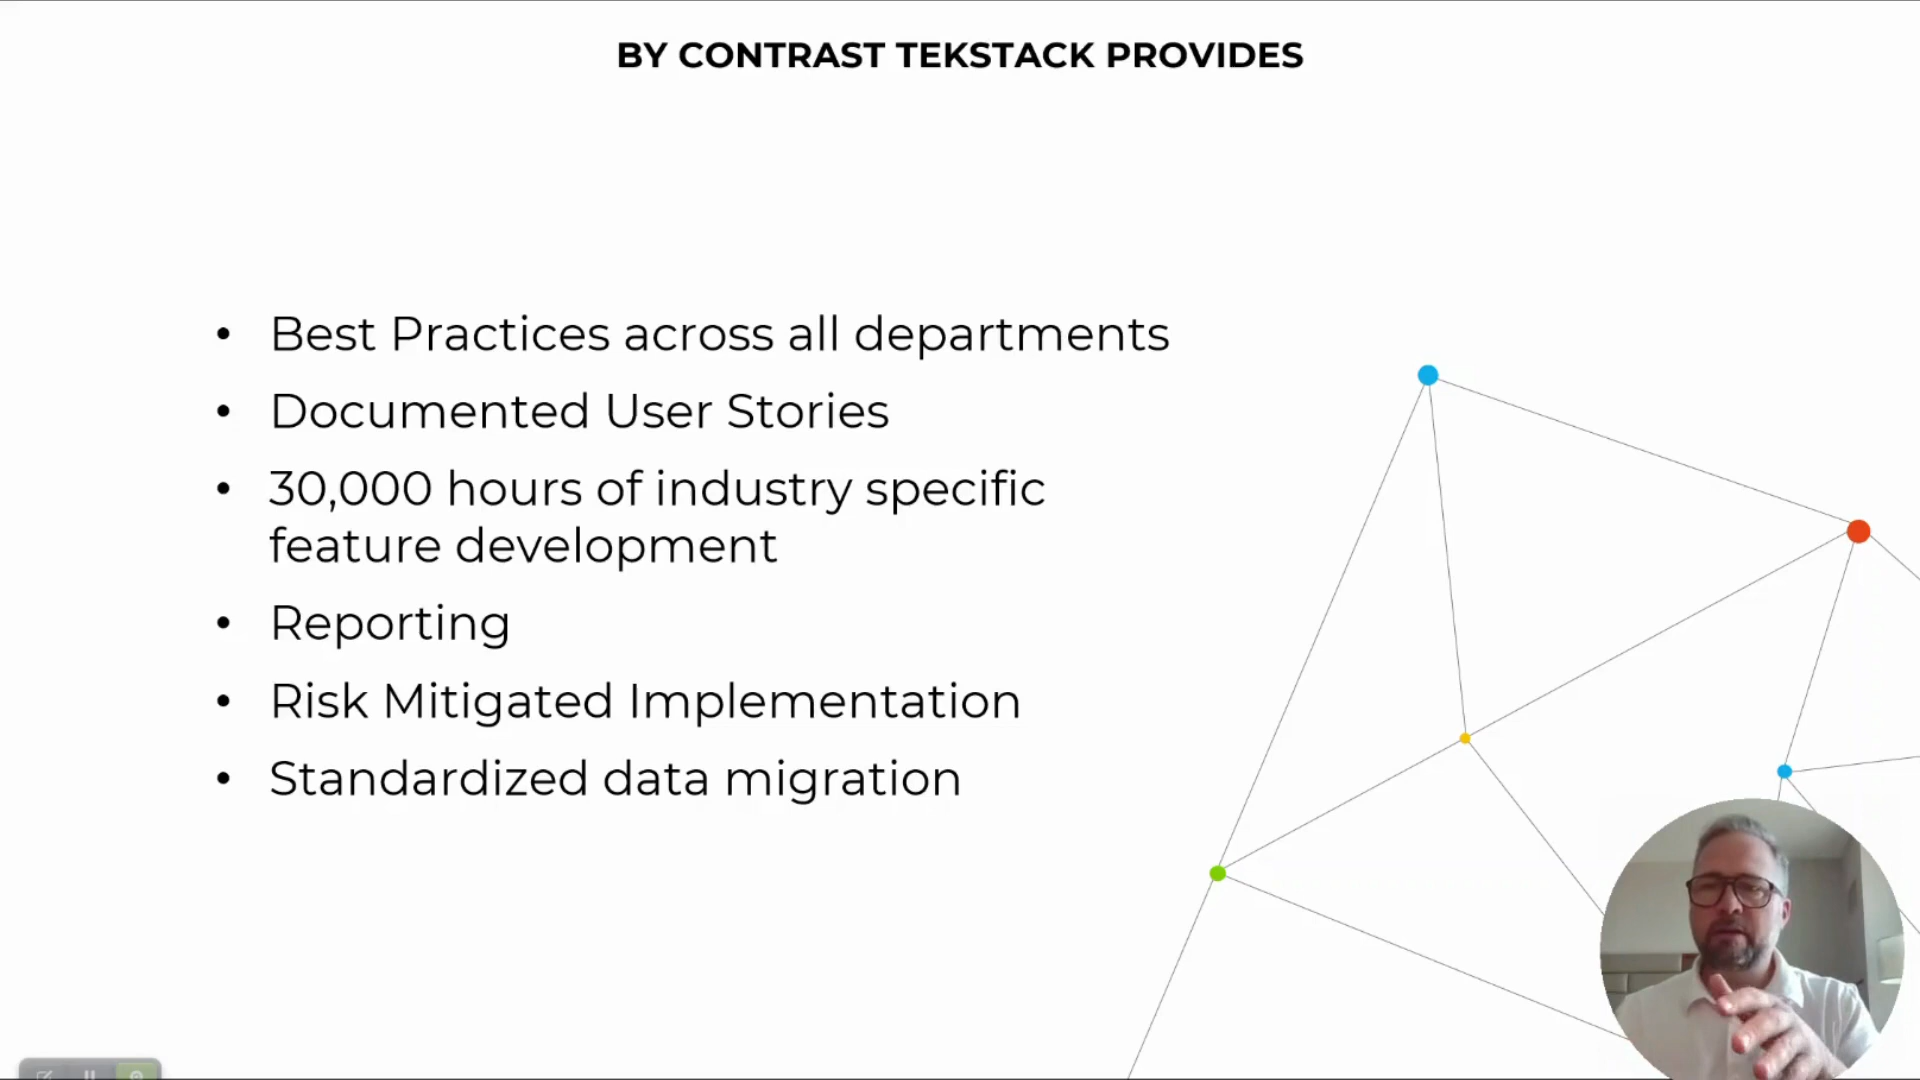 BY CONTRAST TEKSTACK PROVIDES
• Best Practices across all departments
• Documented User Stories
• 30,000 hours of industry specific
feature development
• Reporting
• Risk Mitigated Implementation
• Standardized data migration